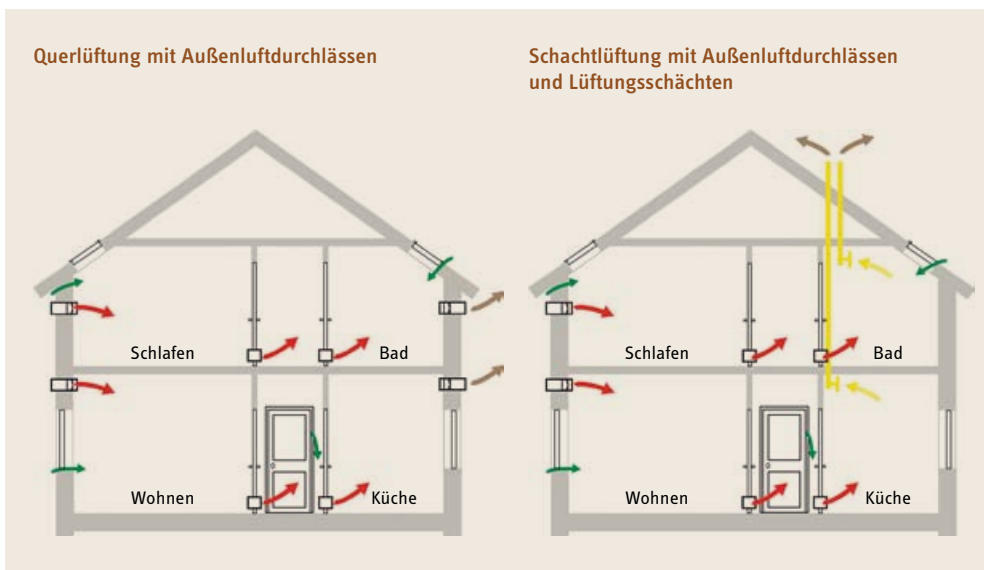 Querlüftung mit Außenluftdurchlässen
Schachtlüftung mit Außenluftdurchlässen
und Lüftungsschächten
Schlafen
Bad
Wohnen
Küche
Schlafen
Bad
Wohnen
Küche